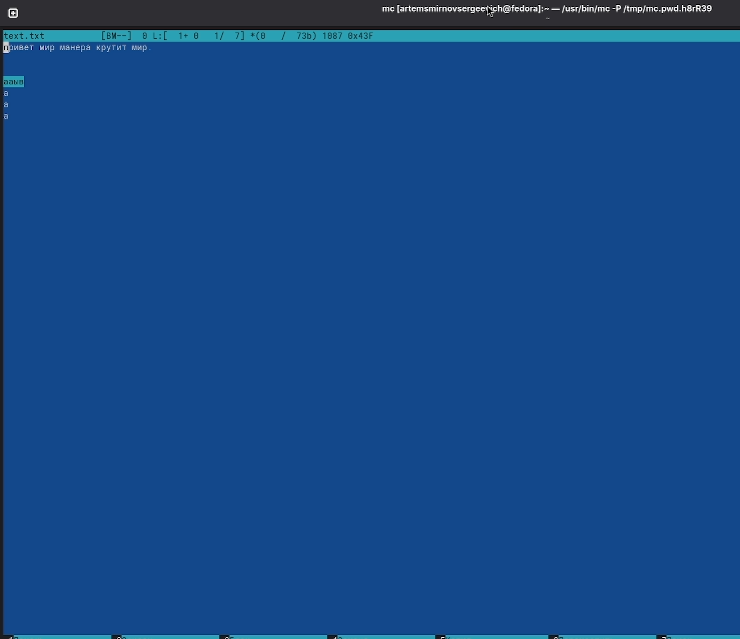 mc [artemsmirnovsergeevich@fedora]:~ — /usr/bin/mc -P /tmp/mc.pwd.h8rR39
text.txt [BM--] 0 L:[ 1+ 0 1/ 7] *(0 / 73b) 1087 0x43F
привет мир манера крутит мир.
ааыв
а
а
а